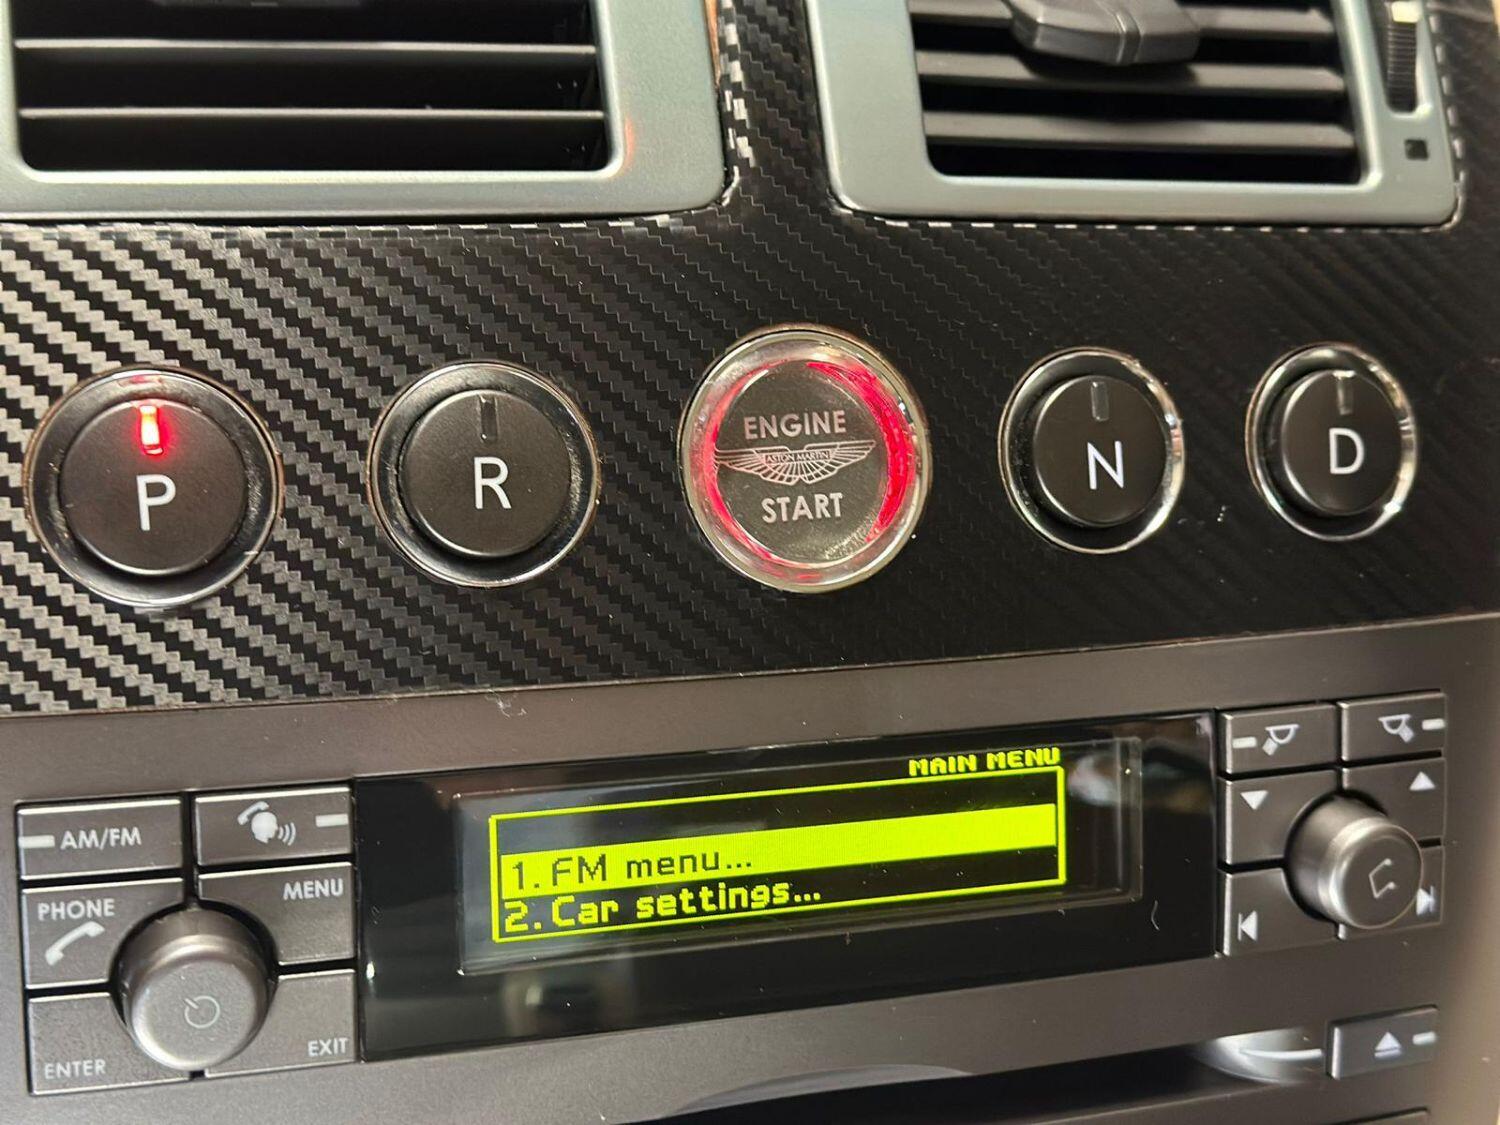 P
R
ENGINE
ASTON MARTIN
START
N
D
MAIN MENU
1. FM menu...
2. Car settings...
AM/FM
MENU
PHONE
ENTER
EXIT